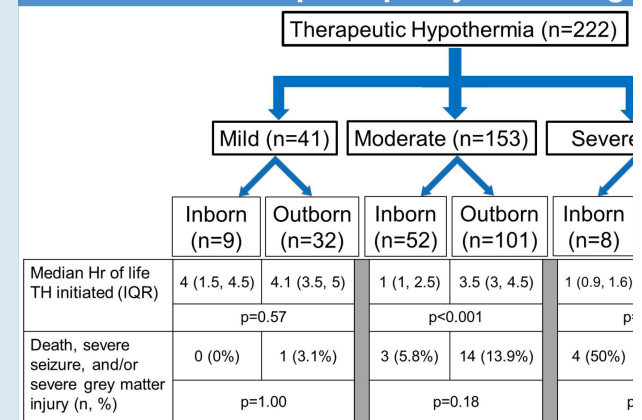 Therapeutic Hypothermia (n=222)
Mild (n=41)
Moderate (n=153)
Severe
Inborn
(n=9)
Outborn
(n=32)
Inborn
(n=52)
Outborn
(n=101)
Inborn
(n=8)
Median Hr of life
TH initiated (IQR)
4 (1.5, 4.5)
4.1 (3.5, 5)
1 (1, 2.5)
3.5 (3, 4.5)
1 (0.9, 1.6)
p=0.57
p<0.001
Death, severe
seizure, and/or
severe grey matter
injury (n, %)
0 (0%)
1 (3.1%)
3 (5.8%)
14 (13.9%)
4 (50%)
p=1.00
p=0.18